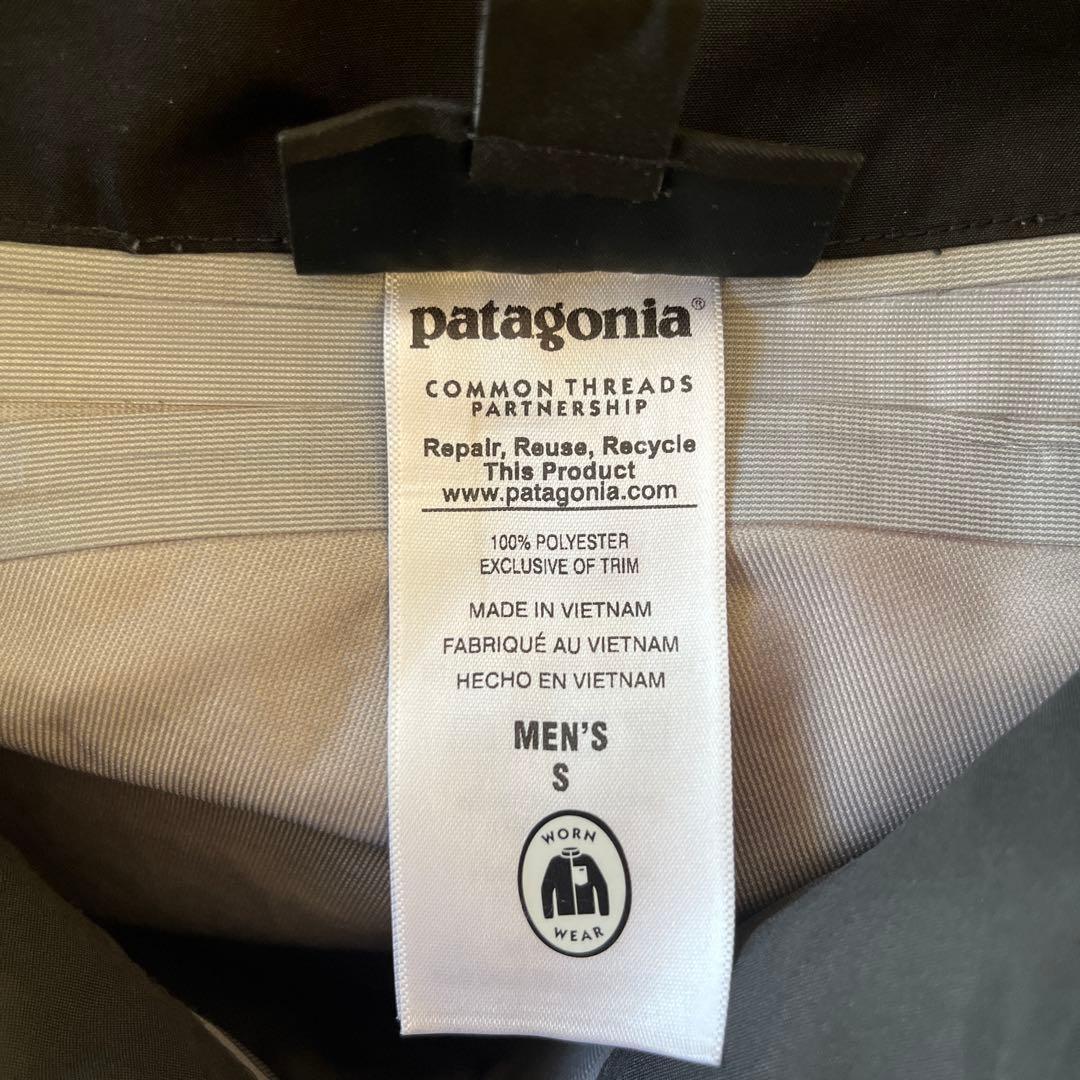 patagonia®
COMMON THREADS
PARTNERSHIP
Repair, Reuse, Recycle
This Product
www.patagonia.com
100% POLYESTER
EXCLUSIVE OF TRIM
MADE IN VIETNAM
FABRIQUÉ AU VIETNAM
HECHO EN VIETNAM
MEN'S
S
WORN
WEAR